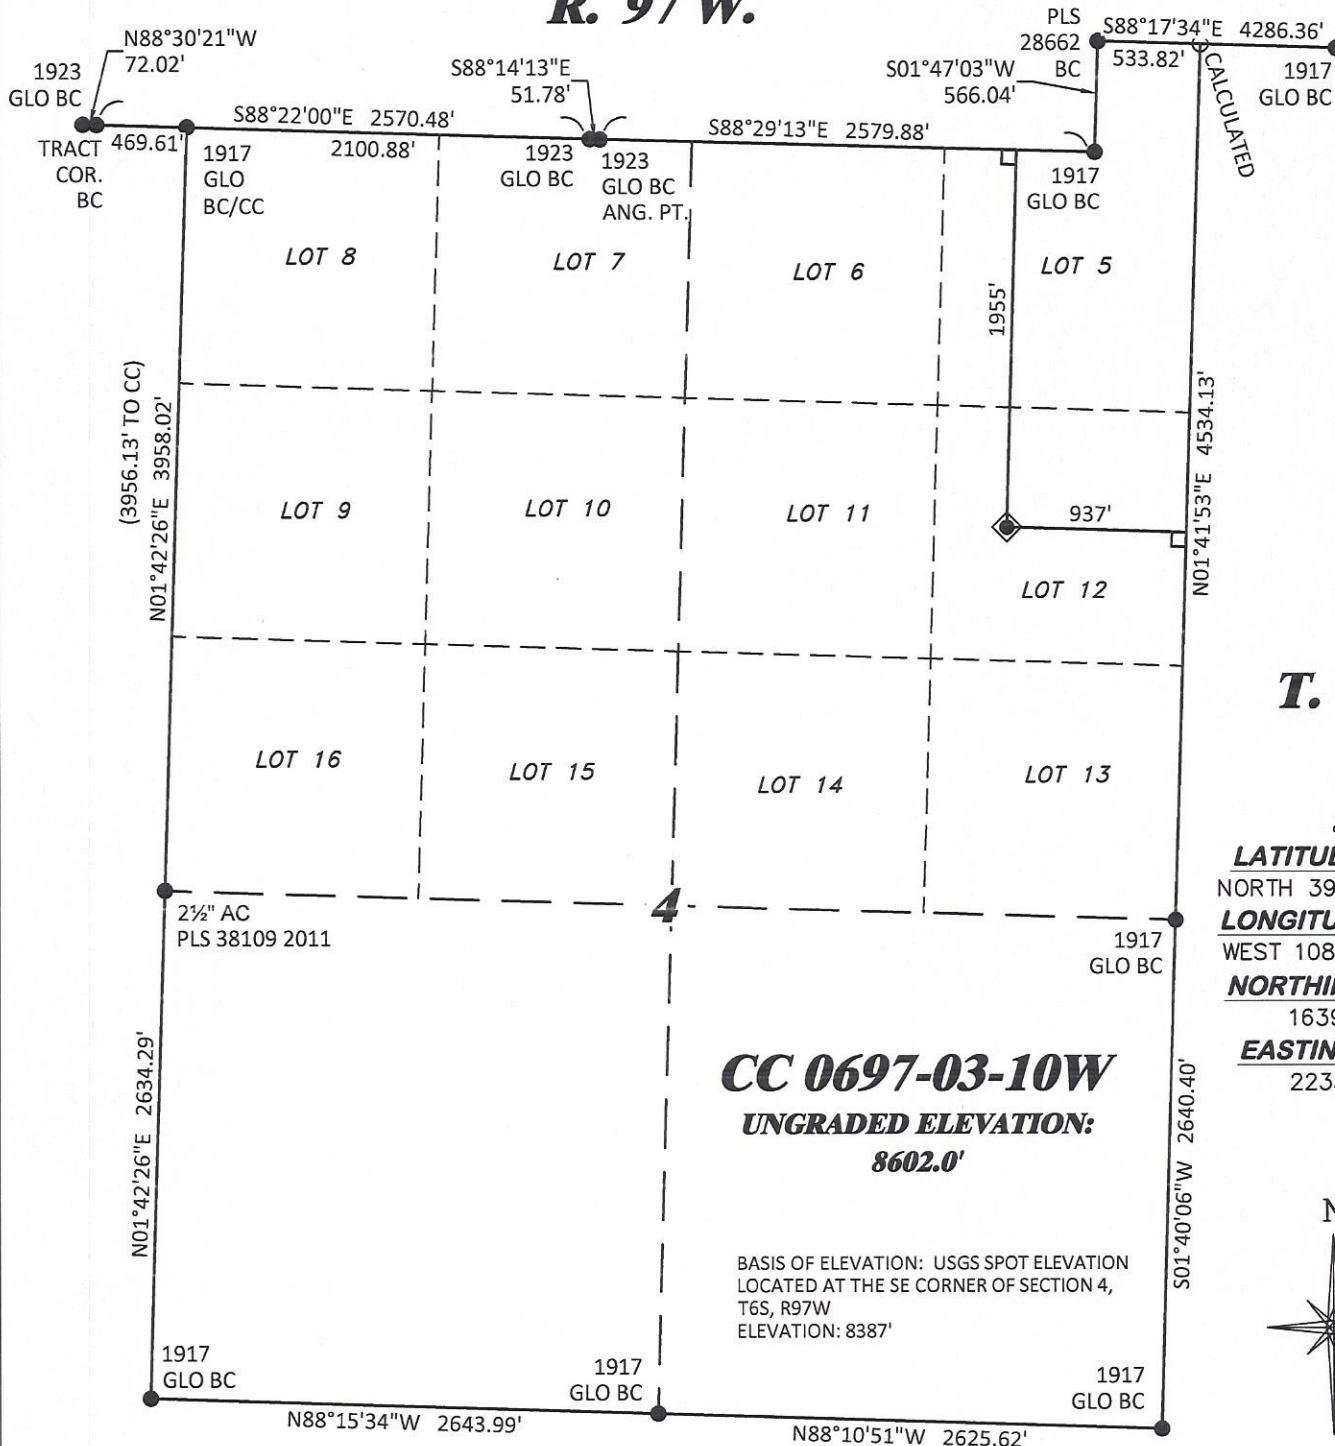 R. 97 W.
N88°30'21"W
72.02'
1923
GLO BC
TRACT
COR.
BC
469.61'
S88°22'00"E 2570.48'
2100.88'
1917
GLO
BC/CC
S88°14'13"E
51.78'
1923
GLO BC
1923
GLO BC
ANG. PT.
S88°29'13"E 2579.88'
S01°47'03"W
566.04'
PLS
28662
BC
S88°17'34"E 4286.36'
533.82'
CALCULATED
1917
GLO BC
1917
GLO BC
LOT 8
LOT 7
LOT 6
LOT 5
1955'
(3956.13' TO CC)
N01°42'26"E 3958.02'
N01°41'53"E 4534.13'
LOT 9
LOT 10
LOT 11
937'
LOT 12
LOT 16
LOT 15
LOT 14
LOT 13
T.
2½" AC
PLS 38109 2011
4
1917
GLO BC
NORTH 39
WEST 108
1639
223
N01°42'26"E 2634.29'
S01°40'06"W 2640.40'
CC 0697-03-10W
UNGRADED ELEVATION:
8602.0'
BASIS OF ELEVATION: USGS SPOT ELEVATION
LOCATED AT THE SE CORNER OF SECTION 4,
T6S, R97W
ELEVATION: 8387'
N
1917
GLO BC
1917
GLO BC
1917
GLO BC
N88°15'34"W 2643.99'
N88°10'51"W 2625.62'